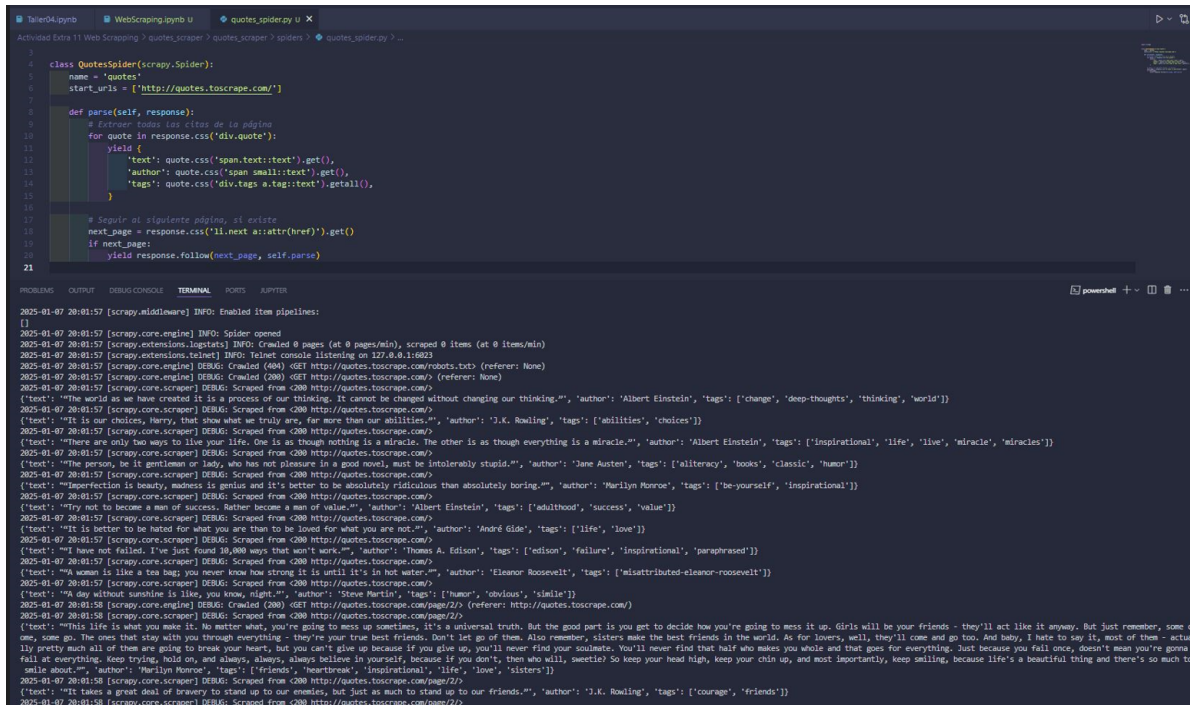 Taller04.ipynb WebScraping.ipynb U quotes_spider.py U X
Actividad Extra 11 Web Scrapping > quotes_scraper > quotes_scraper > spiders > quotes_spider.py > ...
3
4 class QuotesSpider(scrapy.Spider):
5 name = 'quotes'
6 start_urls = ['http://quotes.toscrape.com/']
7
8 def parse(self, response):
9 # Extraer todas las citas de la página
10 for quote in response.css('div.quote'):
11 yield {
12 'text': quote.css('span.text::text').get(),
13 'author': quote.css('span small::text').get(),
14 'tags': quote.css('div.tags a.tag::text').getall(),
15 }
16
17 # Seguir al siguiente página, si existe
18 next_page = response.css('li.next a::attr(href)').get()
19 if next_page:
20 yield response.follow(next_page, self.parse)
21
PROBLEMS OUTPUT DEBUG CONSOLE TERMINAL PORTS JUPYTER powershell
2025-01-07 20:01:57 [scrapy.middleware] INFO: Enabled item pipelines:
[]
2025-01-07 20:01:57 [scrapy.core.engine] INFO: Spider opened
2025-01-07 20:01:57 [scrapy.extensions.logstats] INFO: Crawled 0 pages (at 0 pages/min), scraped 0 items (at 0 items/min)
2025-01-07 20:01:57 [scrapy.extensions.telnet] INFO: Telnet console listening on 127.0.0.1:6023
2025-01-07 20:01:57 [scrapy.core.engine] DEBUG: Crawled (404) <GET http://quotes.toscrape.com/robots.txt> (referer: None)
2025-01-07 20:01:57 [scrapy.core.engine] DEBUG: Crawled (200) <GET http://quotes.toscrape.com/> (referer: None)
2025-01-07 20:01:57 [scrapy.core.scraper] DEBUG: Scraped from <200 http://quotes.toscrape.com/>
{'text': '“The world as we have created it is a process of our thinking. It cannot be changed without changing our thinking.”', 'author': 'Albert Einstein', 'tags': ['change', 'deep-thoughts', 'thinking', 'world']}
2025-01-07 20:01:57 [scrapy.core.scraper] DEBUG: Scraped from <200 http://quotes.toscrape.com/>
{'text': '“It is our choices, Harry, that show what we truly are, far more than our abilities.”', 'author': 'J.K. Rowling', 'tags': ['abilities', 'choices']}
2025-01-07 20:01:57 [scrapy.core.scraper] DEBUG: Scraped from <200 http://quotes.toscrape.com/>
{'text': '“There are only two ways to live your life. One is as though nothing is a miracle. The other is as though everything is a miracle.”', 'author': 'Albert Einstein', 'tags': ['inspirational', 'life', 'live', 'miracle', 'miracles']}
2025-01-07 20:01:57 [scrapy.core.scraper] DEBUG: Scraped from <200 http://quotes.toscrape.com/>
{'text': '“The person, be it gentleman or lady, who has not pleasure in a good novel, must be intolerably stupid.”', 'author': 'Jane Austen', 'tags': ['aliteracy', 'books', 'classic', 'humor']}
2025-01-07 20:01:57 [scrapy.core.scraper] DEBUG: Scraped from <200 http://quotes.toscrape.com/>
{'text': "“Imperfection is beauty, madness is genius and it's better to be absolutely ridiculous than absolutely boring.”", 'author': 'Marilyn Monroe', 'tags': ['be-yourself', 'inspirational']}
2025-01-07 20:01:57 [scrapy.core.scraper] DEBUG: Scraped from <200 http://quotes.toscrape.com/>
{'text': '“Try not to become a man of success. Rather become a man of value.”', 'author': 'Albert Einstein', 'tags': ['adulthood', 'success', 'value']}
2025-01-07 20:01:57 [scrapy.core.scraper] DEBUG: Scraped from <200 http://quotes.toscrape.com/>
{'text': '“It is better to be hated for what you are than to be loved for what you are not.”', 'author': 'André Gide', 'tags': ['life', 'love']}
2025-01-07 20:01:57 [scrapy.core.scraper] DEBUG: Scraped from <200 http://quotes.toscrape.com/>
{'text': "“I have not failed. I've just found 10,000 ways that won't work.”", 'author': 'Thomas A. Edison', 'tags': ['edison', 'failure', 'inspirational', 'paraphrased']}
2025-01-07 20:01:57 [scrapy.core.scraper] DEBUG: Scraped from <200 http://quotes.toscrape.com/>
{'text': "“A woman is like a tea bag; you never know how strong it is until it's in hot water.”", 'author': 'Eleanor Roosevelt', 'tags': ['misattributed-eleanor-roosevelt']}
2025-01-07 20:01:57 [scrapy.core.scraper] DEBUG: Scraped from <200 http://quotes.toscrape.com/>
{'text': '“A day without sunshine is like, you know, night.”', 'author': 'Steve Martin', 'tags': ['humor', 'obvious', 'simile']}
2025-01-07 20:01:58 [scrapy.core.engine] DEBUG: Crawled (200) <GET http://quotes.toscrape.com/page/2/> (referer: http://quotes.toscrape.com/)
2025-01-07 20:01:58 [scrapy.core.scraper] DEBUG: Scraped from <200 http://quotes.toscrape.com/page/2/>
{'text': "“This life is what you make it. No matter what, you're going to mess up sometimes, it's a universal truth. But the good part is you get to decide how you're going to mess it up. Girls will be your friends - they'll act like it anyway. But just remember, some c
ome, some go. The ones that stay with you through everything - they're your true best friends. Don't let go of them. Also remember, sisters make the best friends in the world. As for lovers, well, they'll come and go too. And baby, I hate to say it, most of them - actua
lly pretty much all of them are going to break your heart, but you can't give up because if you give up, you'll never find your soulmate. You'll never find that half who makes you whole and that goes for everything. Just because you fail once, doesn't mean you're gonna
fail at everything. Keep trying, hold on, and always, always, always believe in yourself, because if you don't, then who will, sweetie? So keep your head high, keep your chin up, and most importantly, keep smiling, because life's a beautiful thing and there's so much to
smile about.”", 'author': 'Marilyn Monroe', 'tags': ['friends', 'heartbreak', 'inspirational', 'life', 'love', 'sisters']}
2025-01-07 20:01:58 [scrapy.core.scraper] DEBUG: Scraped from <200 http://quotes.toscrape.com/page/2/>
{'text': '“It takes a great deal of bravery to stand up to our enemies, but just as much to stand up to our friends.”', 'author': 'J.K. Rowling', 'tags': ['courage', 'friends']}
2025-01-07 20:01:58 [scrapy.core.scraper] DEBUG: Scraped from <200 http://quotes.toscrape.com/page/2/>